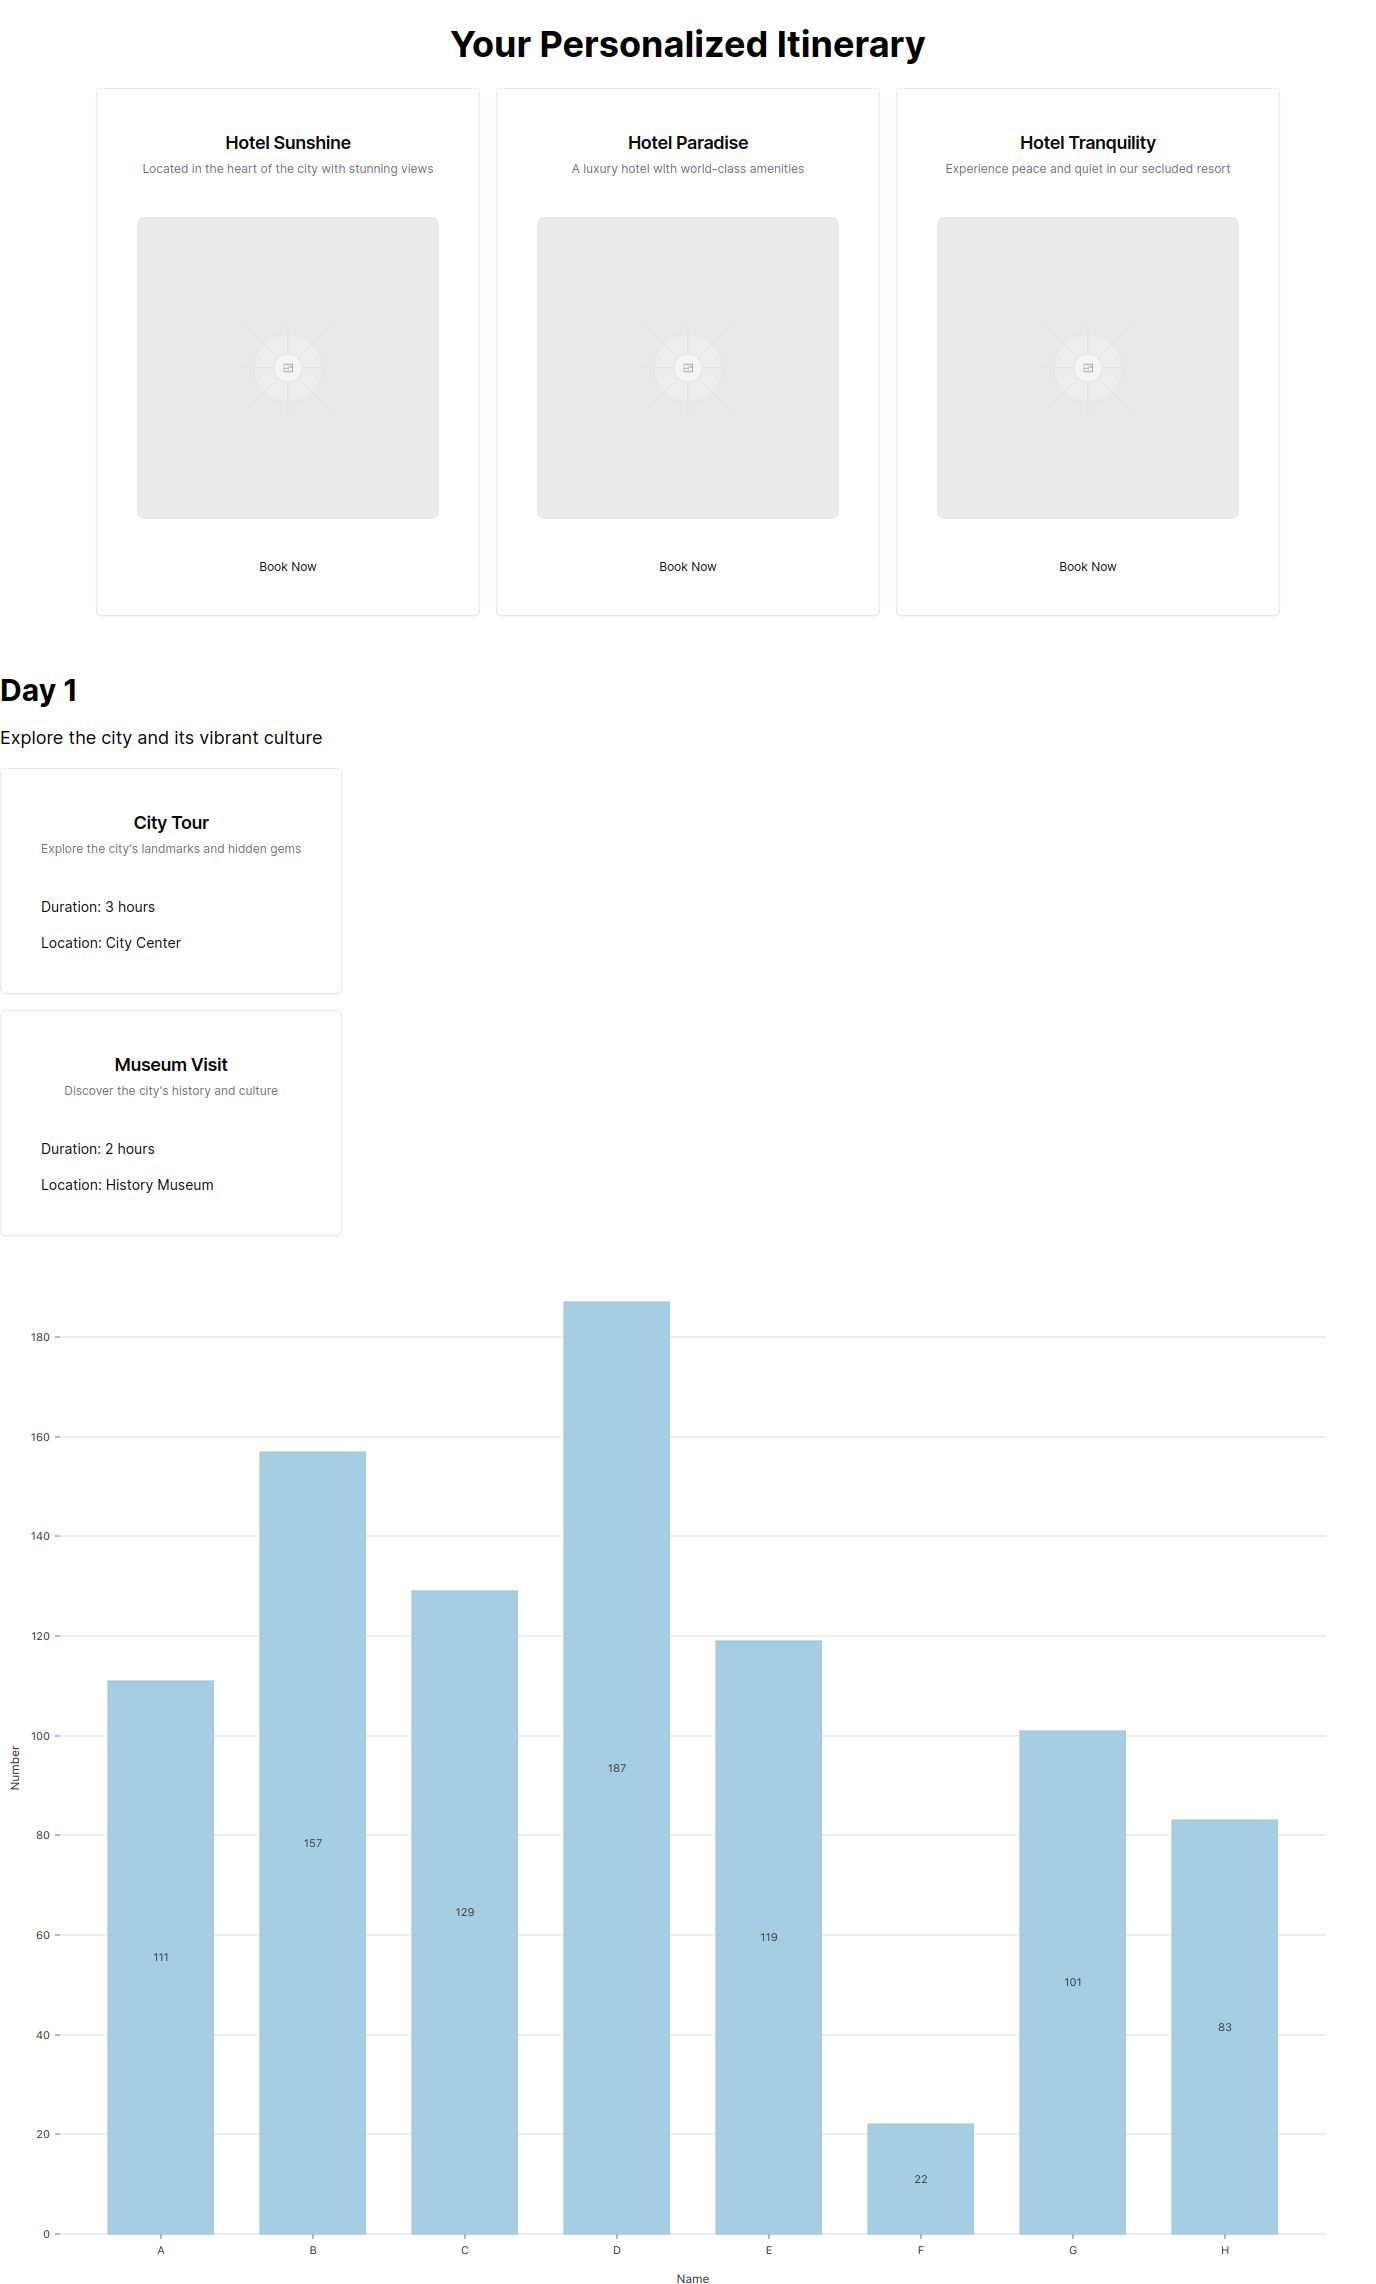 Your Personalized Itinerary
Hotel Sunshine
Located in the heart of the city with stunning views
Book Now
Hotel Paradise
A luxury hotel with world-class amenities
Book Now
Hotel Tranquility
Experience peace and quiet in our secluded resort
Book Now
Day 1
Explore the city and its vibrant culture
City Tour
Explore the city's landmarks and hidden gems
Duration: 3 hours
Location: City Center
Museum Visit
Discover the city's history and culture
Duration: 2 hours
Location: History Museum
Number
180
160
140
120
100
80
60
40
20
0
111
157
129
187
119
22
101
83
A B C D E F G H
Name